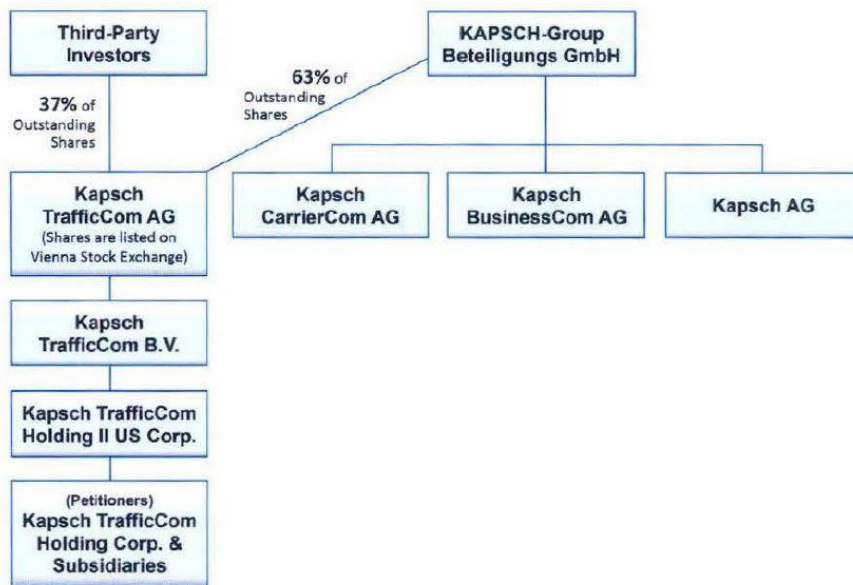 Third-Party
Investors
KAPSCH-Group
Beteiligungs GmbH
37% of
Outstanding
Shares
63% of
Outstanding
Shares
Kapsch
TrafficCom AG
(Shares are listed on
Vienna Stock Exchange)
Kapsch
CarrierCom AG
Kapsch
BusinessCom AG
Kapsch AG
Kapsch
TrafficCom B.V.
Kapsch TrafficCom
Holding II US Corp.
(Petitioners)
Kapsch TrafficCom
Holding Corp. &
Subsidiaries